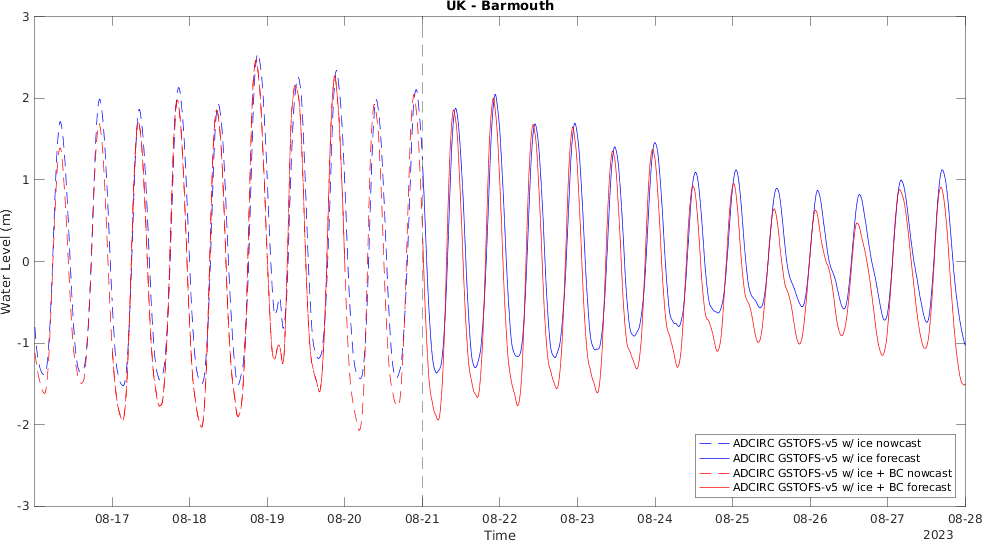 UK - Barmouth
Water Level (m)
3
2
1
0
-1
-2
-3
ADCIRC GSTOFS-v5 w/ ice nowcast
ADCIRC GSTOFS-v5 w/ ice forecast
ADCIRC GSTOFS-v5 w/ ice + BC nowcast
ADCIRC GSTOFS-v5 w/ ice + BC forecast
08-17 08-18 08-19 08-20 08-21 08-22 08-23 08-24 08-25 08-26 08-27 08-28
Time
2023